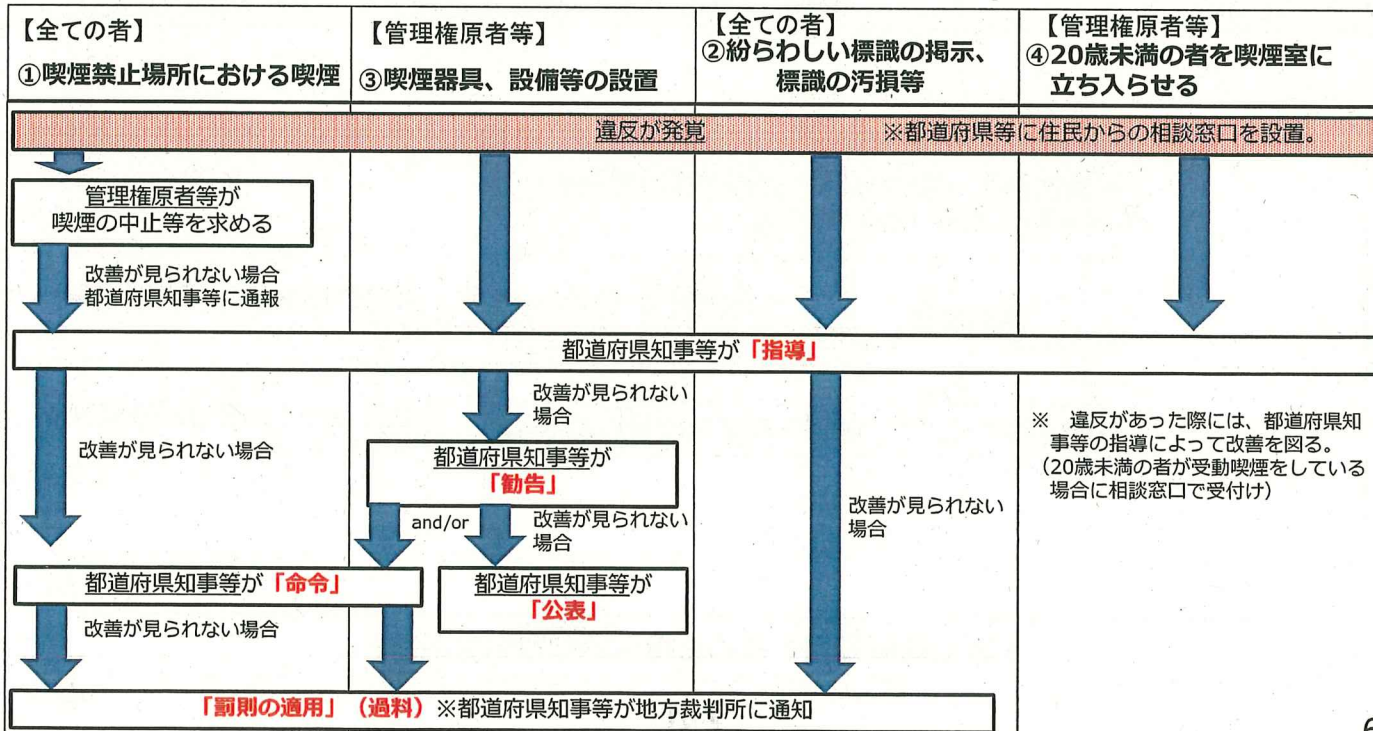 【全ての者】
①喫煙禁止場所における喫煙
【管理権原者等】
③喫煙器具、設備等の設置
【全ての者】
②紛らわしい標識の掲示、
標識の汚損等
【管理権原者等】
④20歳未満の者を喫煙室に
立ち入らせる
違反が発覚 ※都道府県等に住民からの相談窓口を設置。
管理権原者等が
喫煙の中止等を求める
改善が見られない場合
都道府県知事等に通報
都道府県知事等が「指導」
改善が見られない場合
改善が見られない
場合
都道府県知事等が
「勧告」
and/or
改善が見られない
場合
都道府県知事等が「命令」
都道府県知事等が
「公表」
改善が見られない場合
改善が見られない
場合
※ 違反があった際には、都道府県知
事等の指導によって改善を図る。
（20歳未満の者が受動喫煙をしている
場合に相談窓口で受付け）
「罰則の適用」（過料）※都道府県知事等が地方裁判所に通知